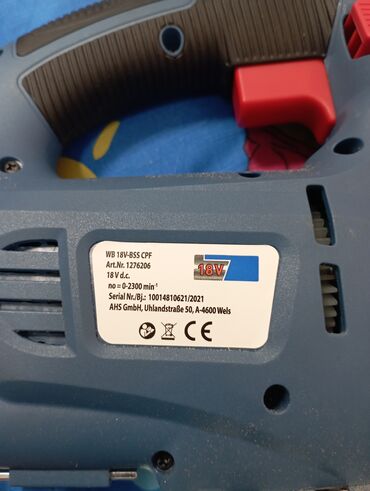 WB 18V-BSS CPF
Art.Nr. 1276206
18 V d.c.
no = 0-2300 min⁻¹
Serial Nr./Bj.: 10014810621/2021
AHS GmbH, Uhlandstraße 50, A-4600 Wels
18V
CE